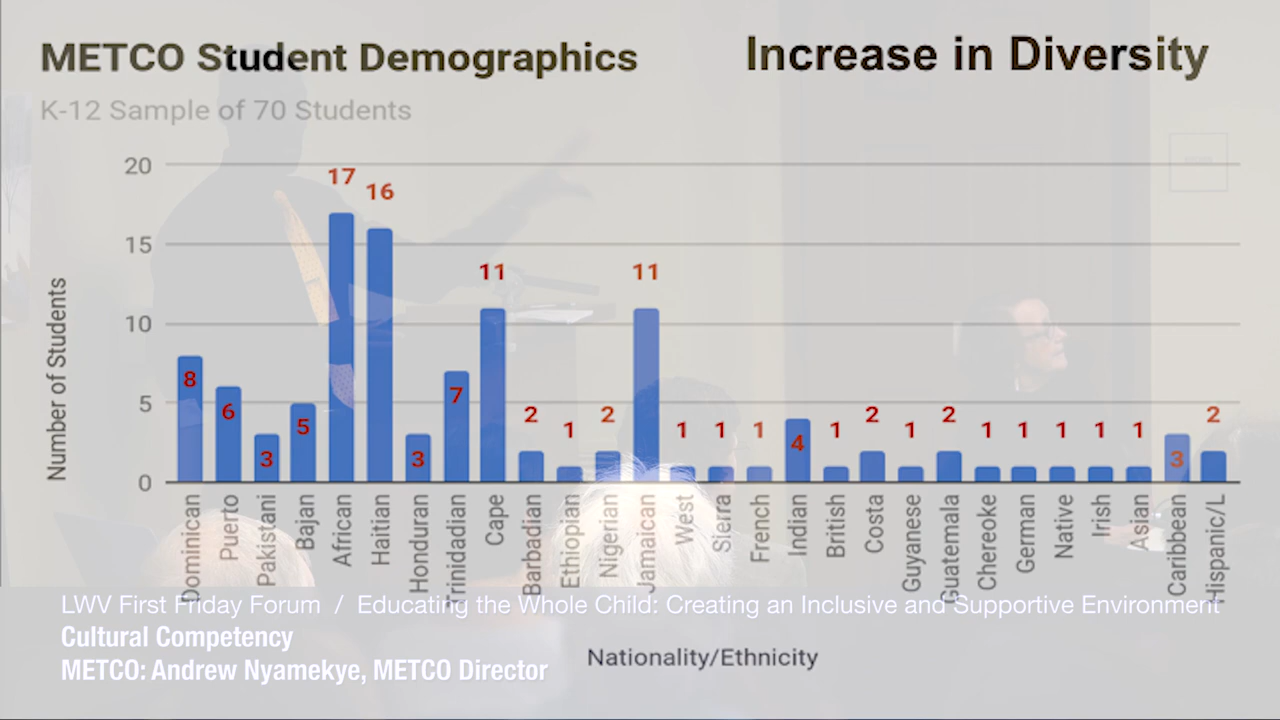 METCO Student Demographics
Increase in Diversity
K-12 Sample of 70 Students
Number of Students
20
15
10
5
0
8
6
3
5
17
16
3
7
11
2
1
2
11
1
1
1
4
1
2
1
2
1
1
1
1
1
3
2
Dominican
Puerto
Pakistani
Bajan
African
Haitian
Honduran
Trinidadian
Cape
Barbadian
Ethiopian
Nigerian
Jamaican
West
Sierra
French
Indian
British
Costa
Guyanese
Guatemala
Chereoke
German
Native
Irish
Asian
Caribbean
Hispanic/L
LWV First Friday Forum / Educating the Whole Child: Creating an Inclusive and Supportive Environment
Cultural Competency
METCO: Andrew Nyamekye, METCO Director
Nationality/Ethnicity